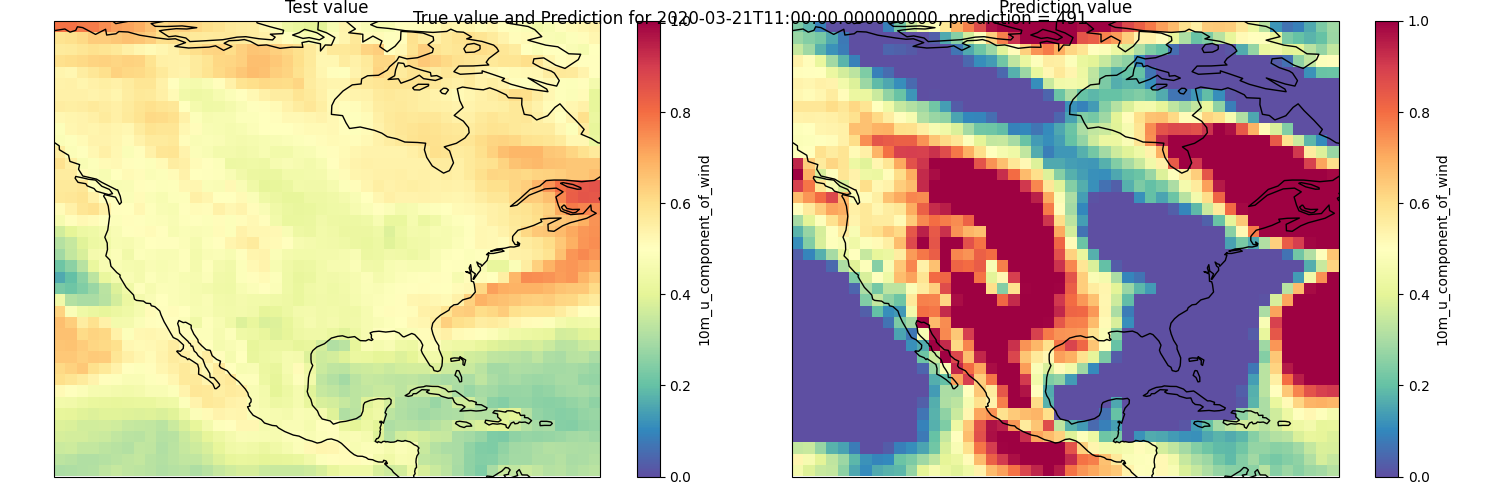 Test value
Prediction value
True value and Prediction for 2020-03-21T11:00:00.000000000, prediction = 491
1.0
0.8
0.6
0.4
0.2
0.0
10m_u_component_of_wind
1.0
0.8
0.6
0.4
0.2
0.0
10m_u_component_of_wind